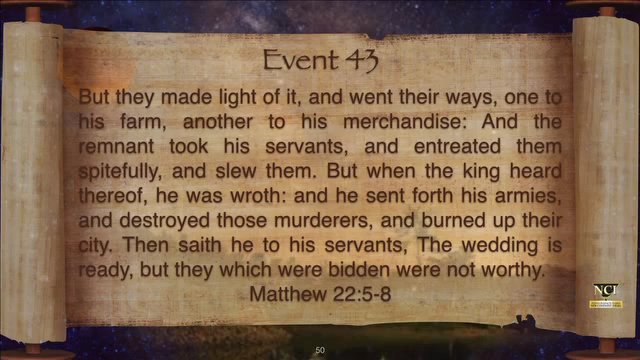 Event 43
But they made light of it, and went their ways, one to
his farm, another to his merchandise: And the
remnant took his servants, and entreated them
spitefully, and slew them. But when the king heard
thereof, he was wroth: and he sent forth his armies,
and destroyed those murderers, and burned up their
city. Then saith he to his servants, The wedding is
ready, but they which were bidden were not worthy.
Matthew 22:5-8
NCI
50